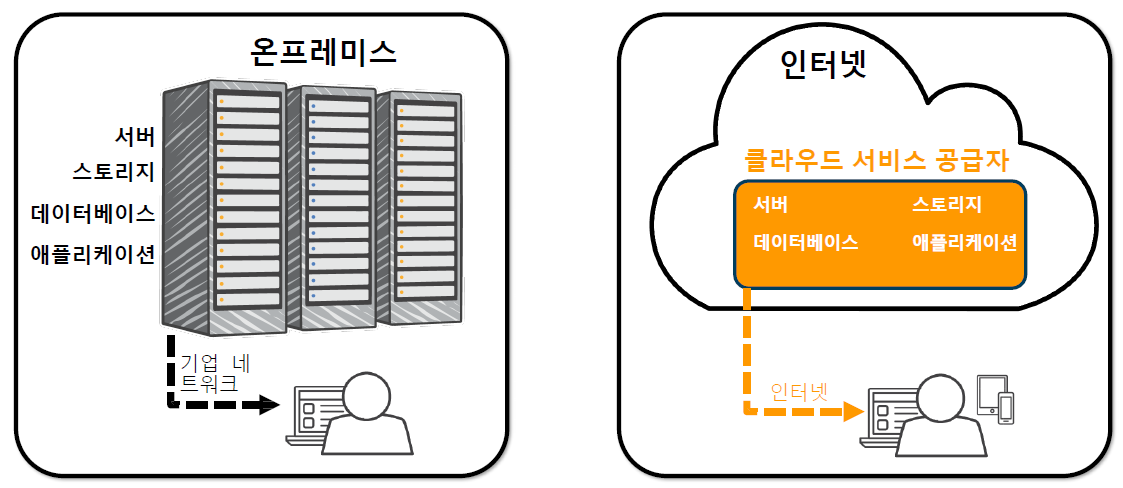 온프레미스
서버
스토리지
데이터베이스
애플리케이션
기업 네
트워크
인터넷
클라우드 서비스 공급자
서버 스토리지
데이터베이스 애플리케이션
인터넷